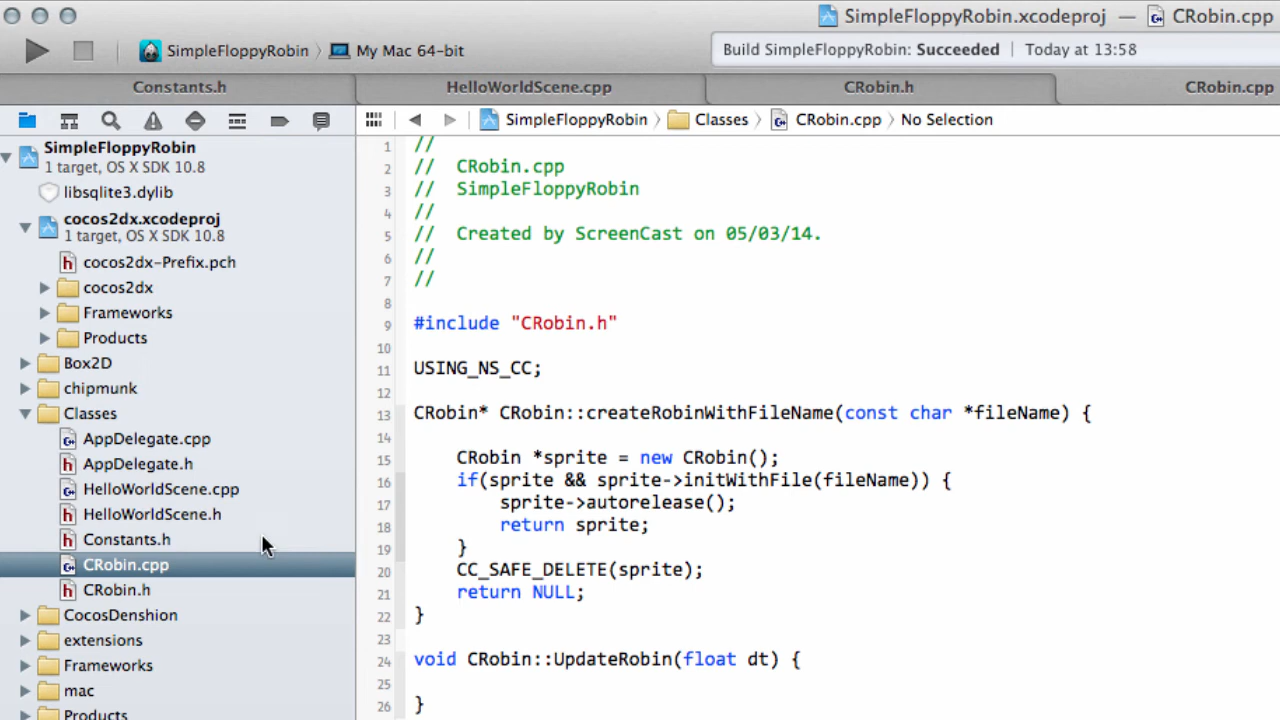 SimpleFloppyRobin.xcodeproj — CRobin.cpp
SimpleFloppyRobin 〉 My Mac 64-bit
Build SimpleFloppyRobin: Succeeded | Today at 13:58
Constants.h
HelloWorldScene.cpp
CRobin.h
CRobin.cpp
SimpleFloppyRobin 〉 Classes 〉 CRobin.cpp 〉 No Selection
SimpleFloppyRobin
1 target, OS X SDK 10.8
libsqlite3.dylib
cocos2dx.xcodeproj
1 target, OS X SDK 10.8
h cocos2dx-Prefix.pch
cocos2dx
Frameworks
Products
Box2D
chipmunk
Classes
AppDelegate.cpp
h AppDelegate.h
HelloWorldScene.cpp
h HelloWorldScene.h
h Constants.h
CRobin.cpp
h CRobin.h
CocosDenshion
extensions
Frameworks
mac
Products
1 //
2 // CRobin.cpp
3 // SimpleFloppyRobin
4 //
5 // Created by ScreenCast on 05/03/14.
6 //
7 //
8
9 #include "CRobin.h"
10
11 USING_NS_CC;
12
13 CRobin* CRobin::createRobinWithFileName(const char *fileName) {
14
15 CRobin *sprite = new CRobin();
16 if(sprite && sprite->initWithFile(fileName)) {
17 sprite->autorelease();
18 return sprite;
19 }
20 CC_SAFE_DELETE(sprite);
21 return NULL;
22 }
23
24 void CRobin::UpdateRobin(float dt) {
25
26 }